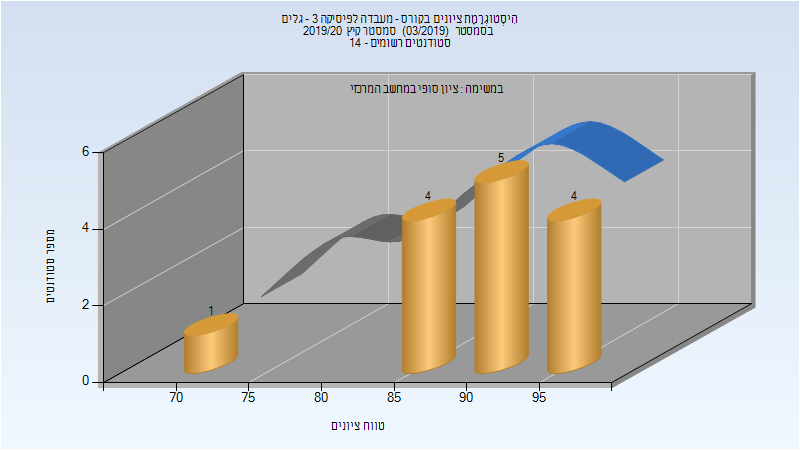 היסטוגרמת ציונים בקורס - מעבדה לפיסיקה 3 - גלים
בסמסטר (03/2019) סמסטר קיץ 2019/20
סטודנטים רשומים - 14
במשימה : ציון סופי במחשב המרכזי
מספר סטודנטים
6
4
2
0
1
4
5
4
70 75 80 85 90 95
טווח ציונים